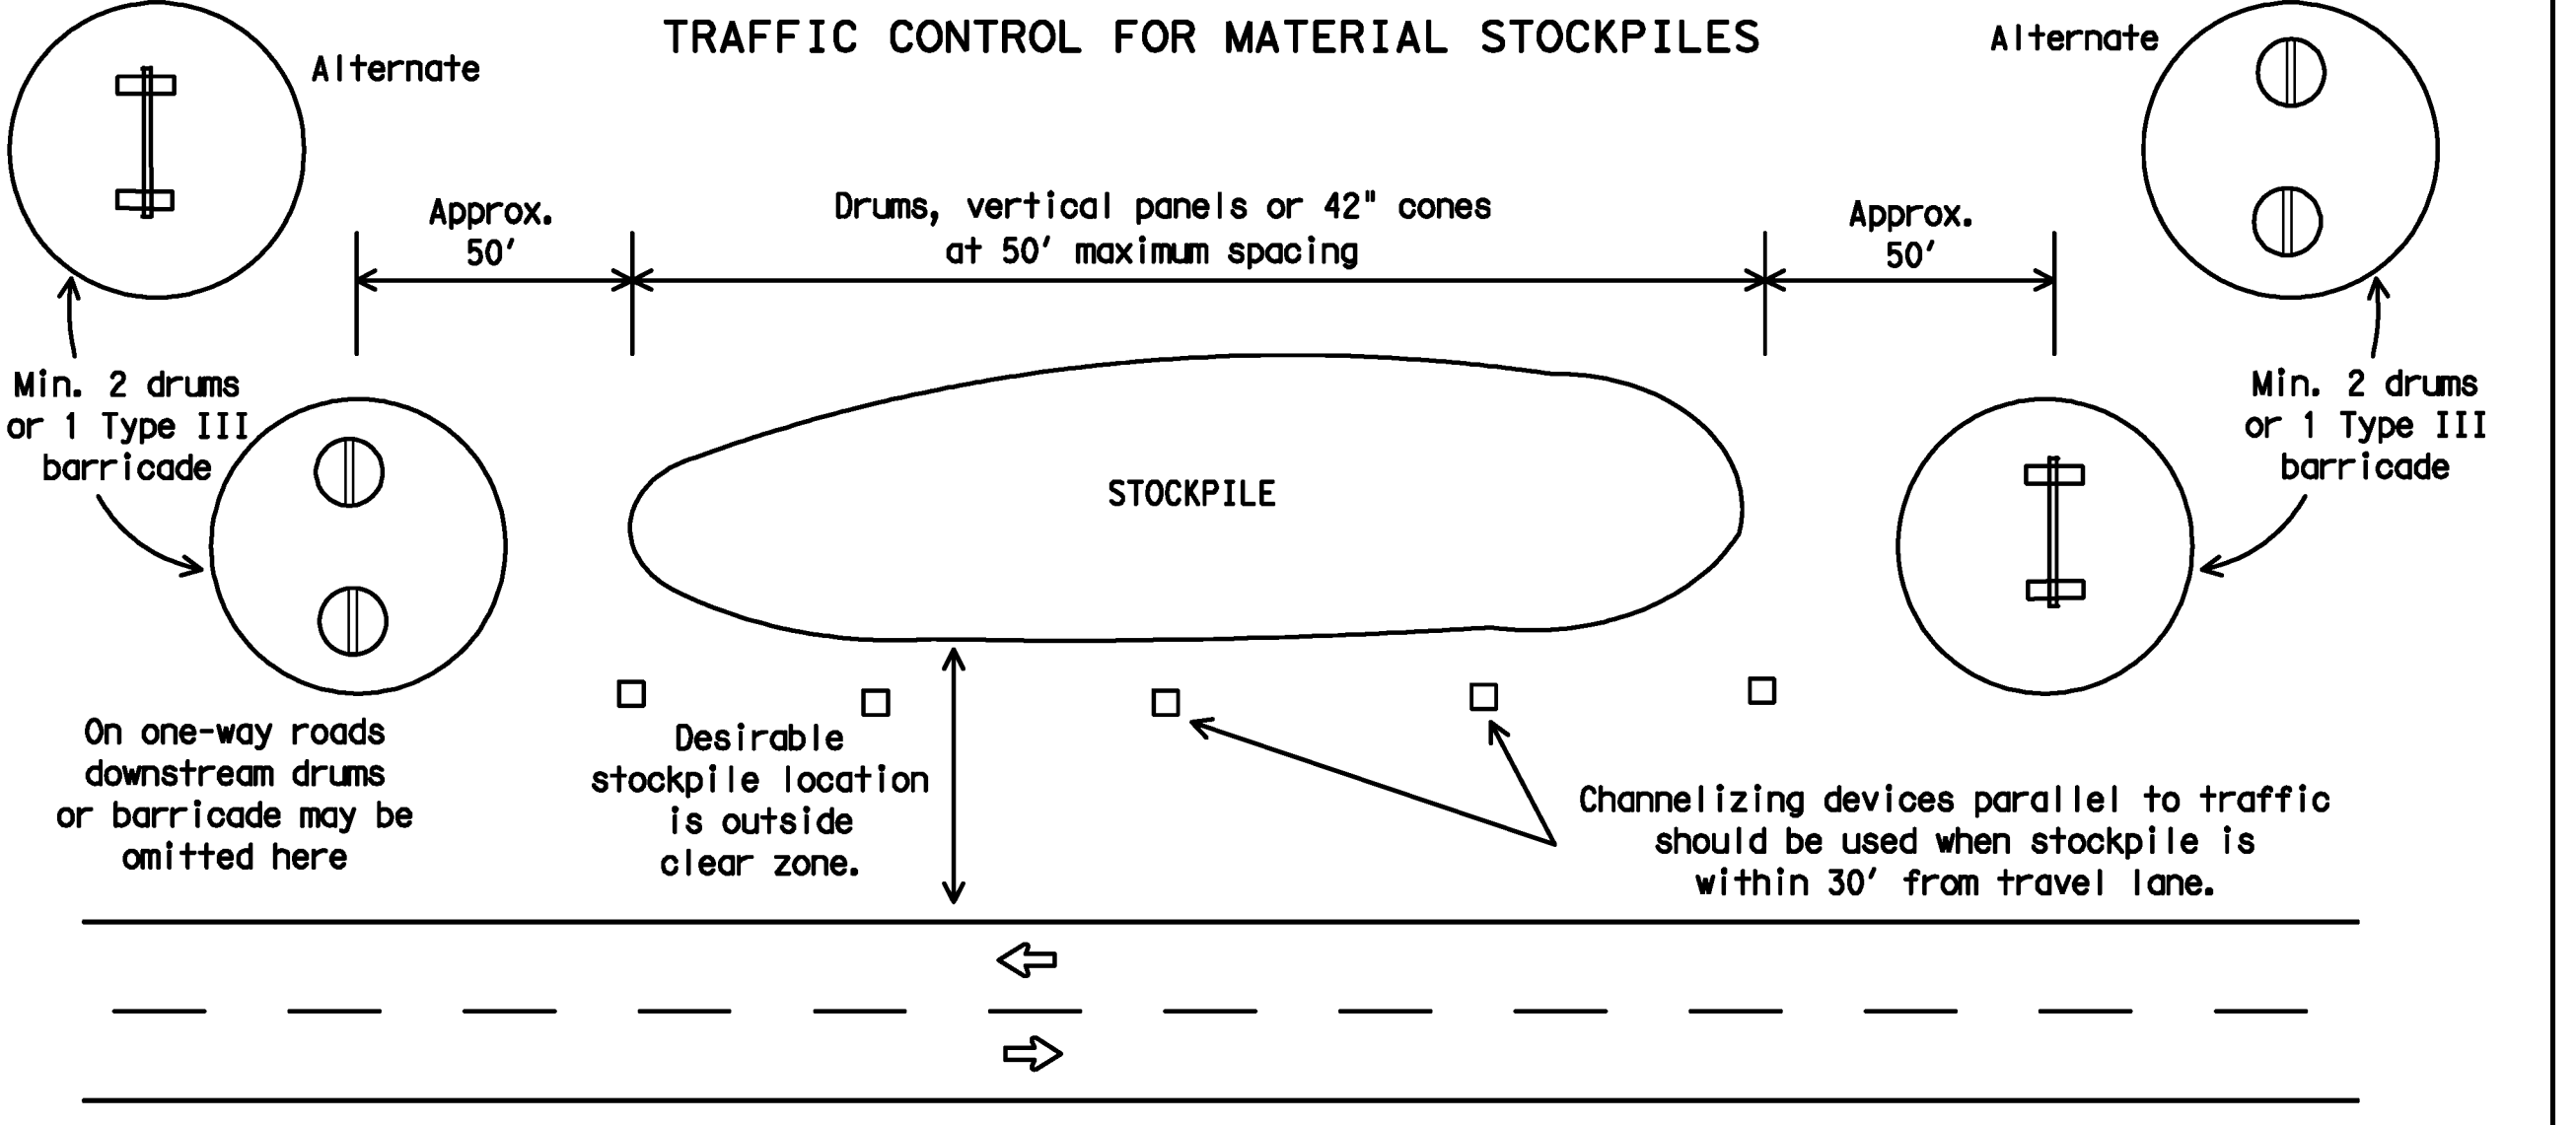 TRAFFIC CONTROL FOR MATERIAL STOCKPILES
Alternate
Alternate
Approx.
50'
Drums, vertical panels or 42" cones
at 50' maximum spacing
Approx.
50'
Min. 2 drums
or 1 Type III
barricade
Min. 2 drums
or 1 Type III
barricade
STOCKPILE
On one-way roads
downstream drums
or barricade may be
omitted here
Desirable
stockpile location
is outside
clear zone.
Channelizing devices parallel to traffic
should be used when stockpile is
within 30' from travel lane.